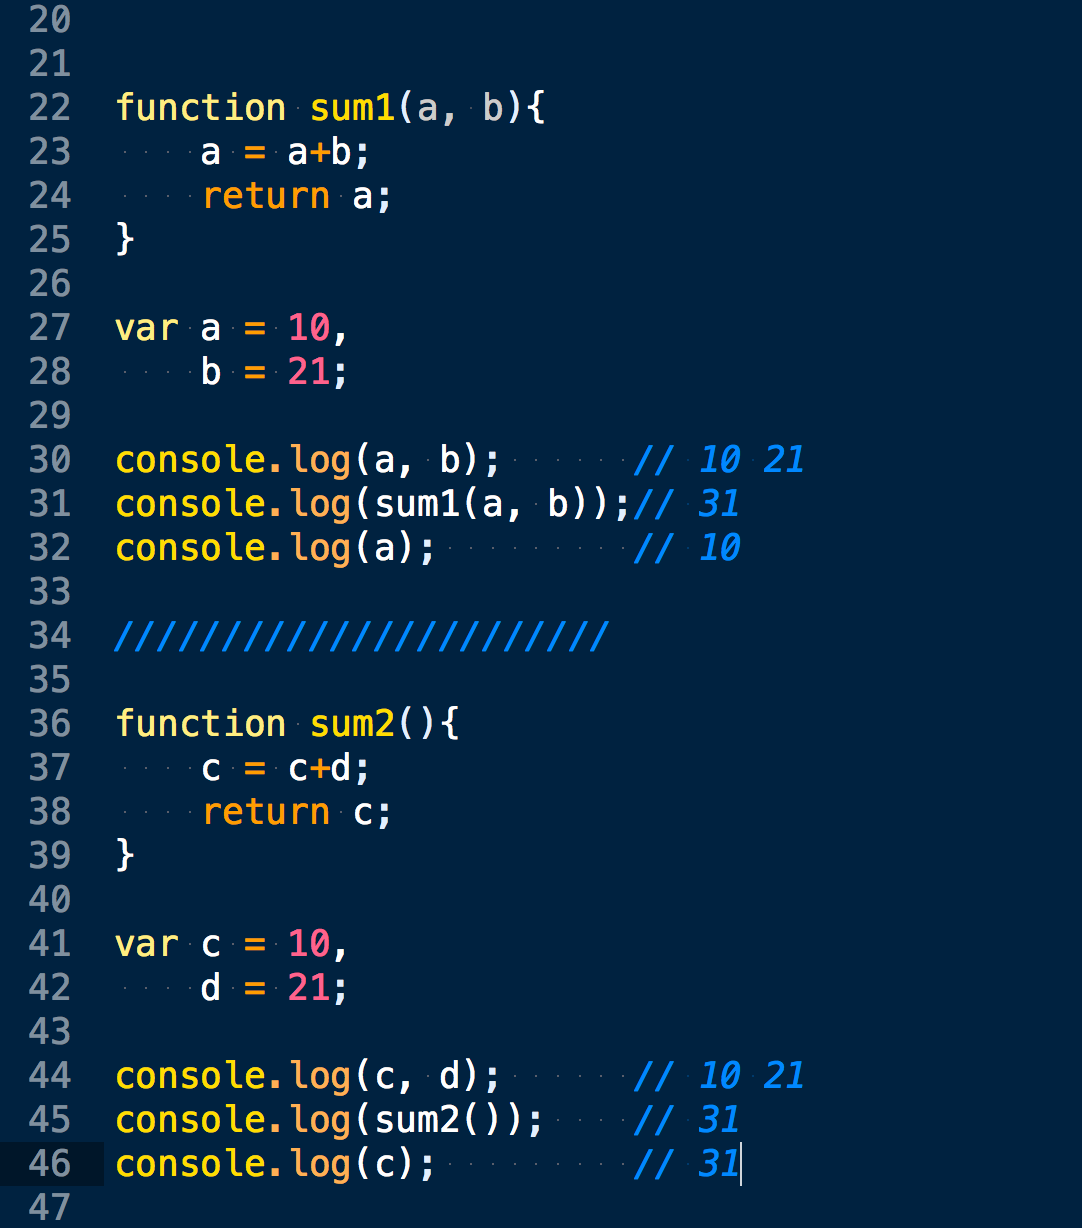 20
21
22 function sum1(a, b){
23     a = a+b;
24     return a;
25 }
26
27 var a = 10,
28     b = 21;
29
30 console.log(a, b);      // 10 21
31 console.log(sum1(a, b));// 31
32 console.log(a);         // 10
33
34 ///////////////////////
35
36 function sum2(){
37     c = c+d;
38     return c;
39 }
40
41 var c = 10,
42     d = 21;
43
44 console.log(c, d);      // 10 21
45 console.log(sum2());    // 31
46 console.log(c);         // 31
47